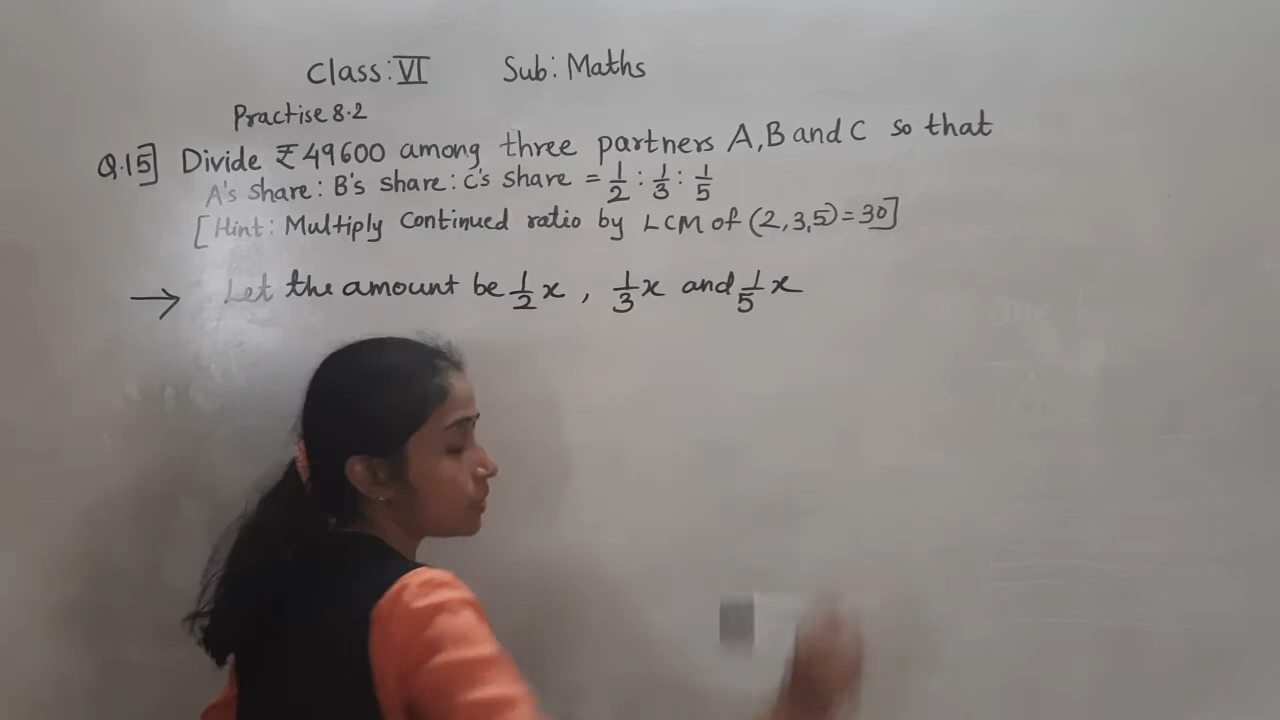 Class: VI Sub: Maths
Practise 8.2
Q.15] Divide ₹49600 among three partners A, B and C so that
A's share : B's share : C's share = 1/2 : 1/3 : 1/5
[Hint: Multiply continued ratio by LCM of (2,3,5) = 30]
→ Let the amount be 1/2 x , 1/3 x and 1/5 x